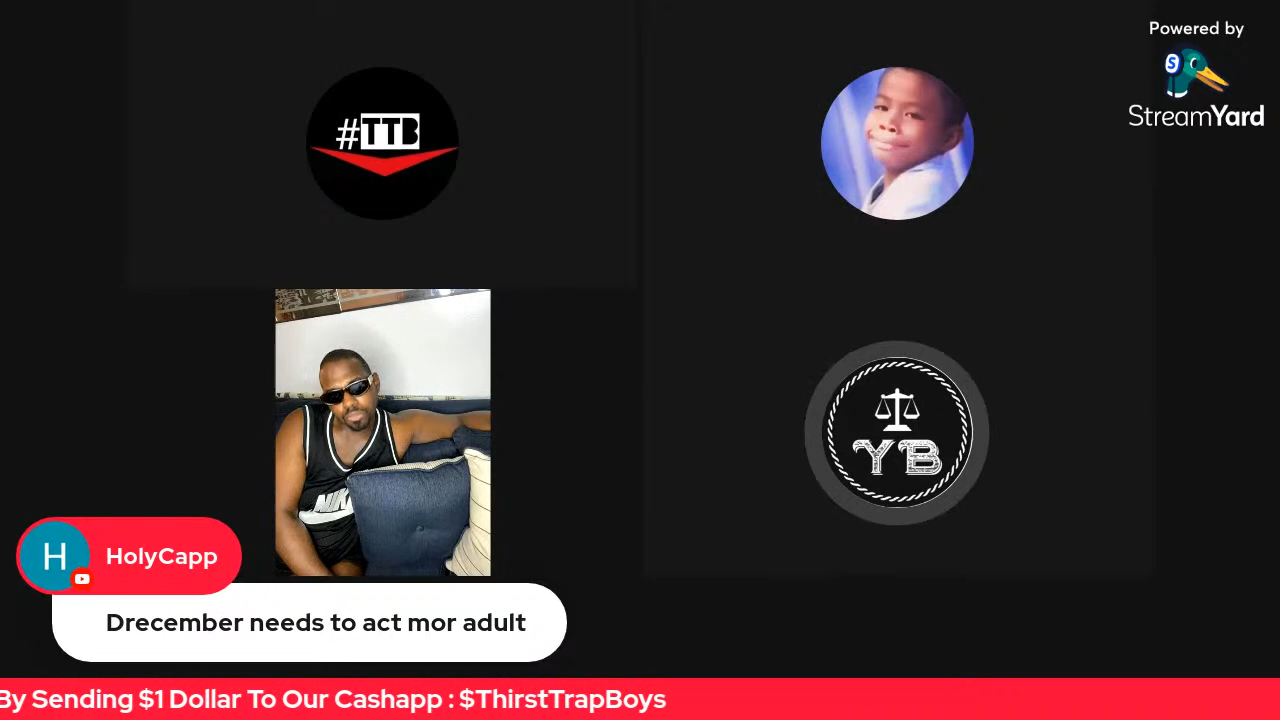 Powered by
StreamYard
#TTB
NIKE
YB
HolyCapp
Drecember needs to act mor adult
By Sending $1 Dollar To Our Cashapp : $ThirstTrapBoys